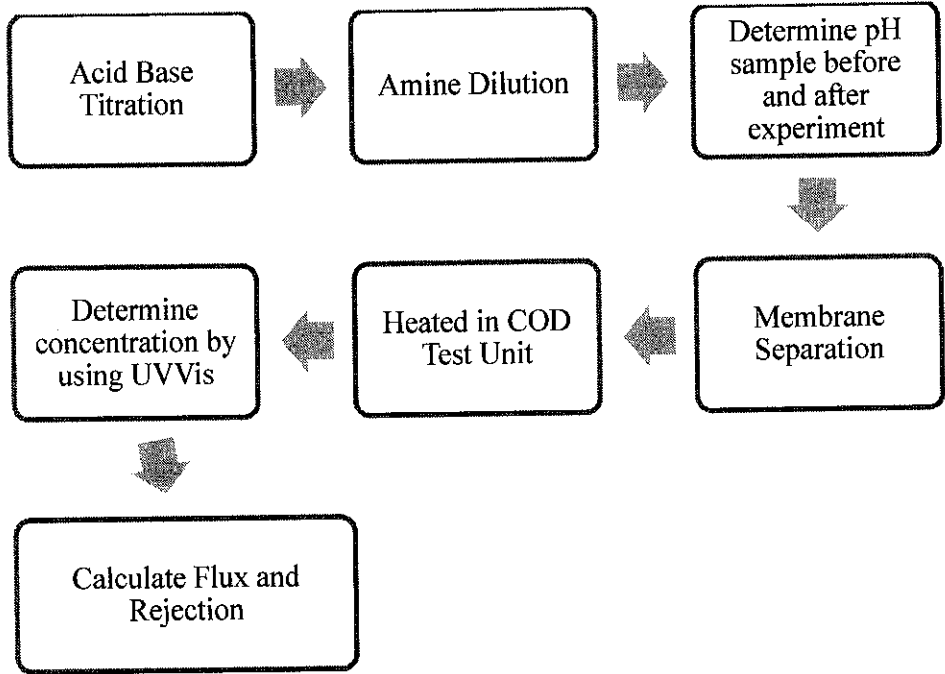 Acid Base
Titration
Amine Dilution
Determine pH
sample before
and after
experiment
Membrane
Separation
Heated in COD
Test Unit
Determine
concentration by
using UVVis
Calculate Flux and
Rejection